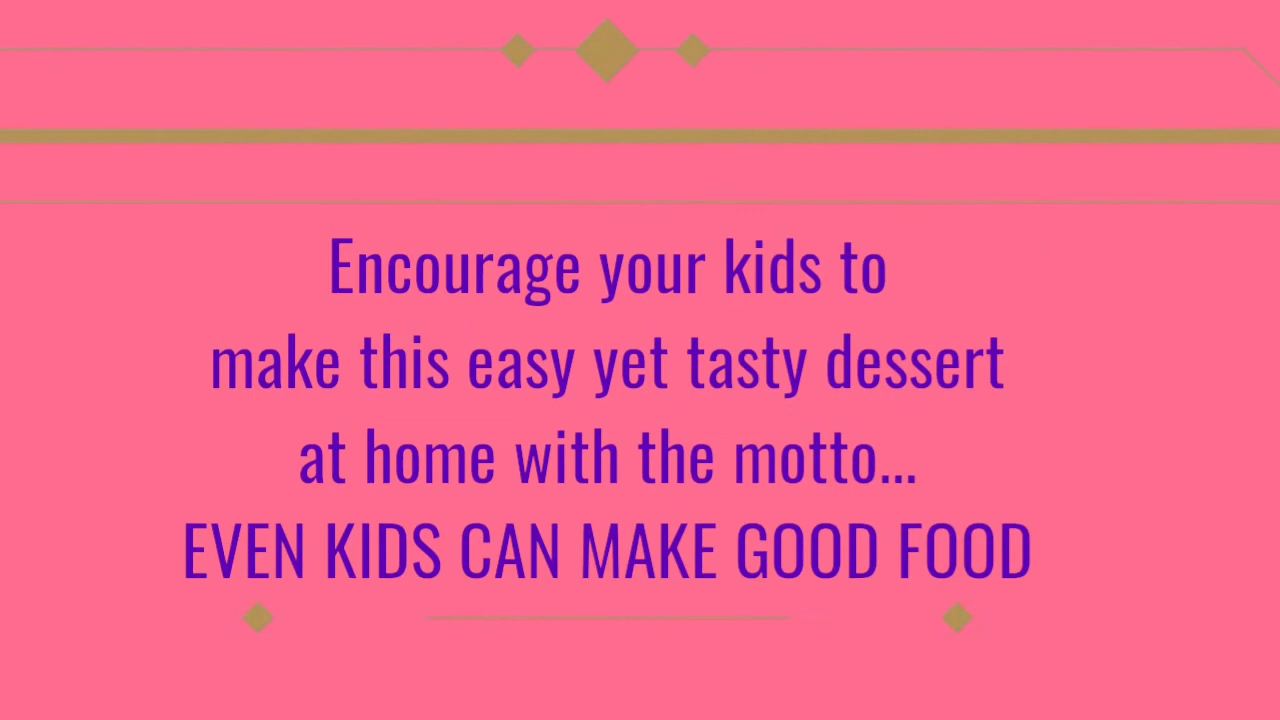 Encourage your kids to
make this easy yet tasty dessert
at home with the motto...
EVEN KIDS CAN MAKE GOOD FOOD